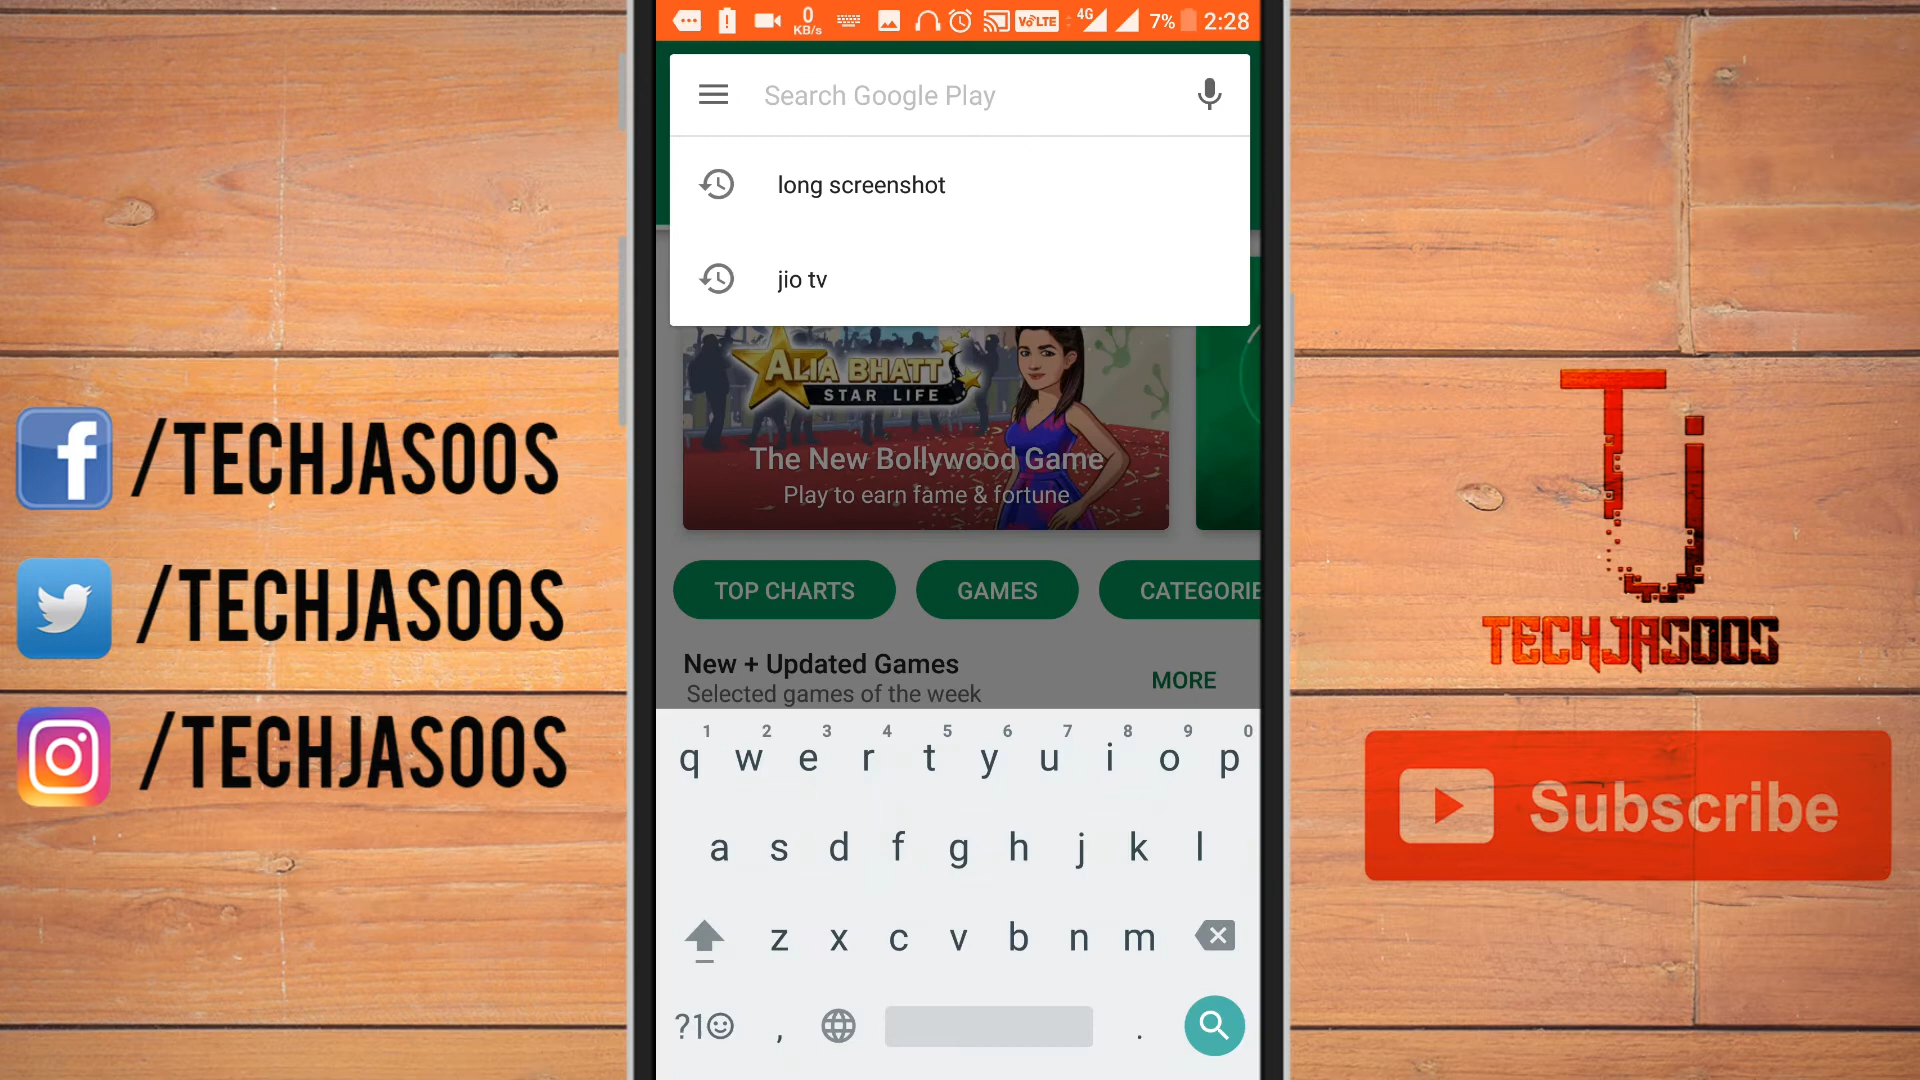 0
KB/s
VoLTE
4G
7%
2:28
Search Google Play
long screenshot
jio tv
ALIA BHATT
STAR LIFE
The New Bollywood Game
Play to earn fame & fortune
TOP CHARTS
GAMES
CATEGORIE
New + Updated Games
Selected games of the week
MORE
1 2 3 4 5 6 7 8 9 0
q w e r t y u i o p
a s d f g h j k l
z x c v b n m
?1☺ , .
f
/TECHJASOOS
/TECHJASOOS
/TECHJASOOS
TJ
TECHJASOOS
Subscribe